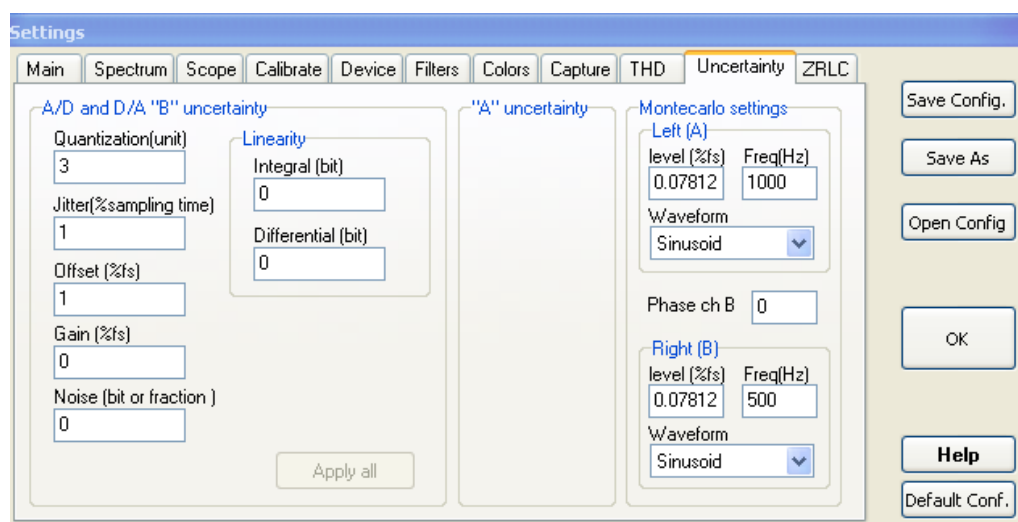 Settings
Main Spectrum Scope Calibrate Device Filters Colors Capture THD Uncertainty ZRLC
A/D and D/A "B" uncertainty
Quantization(unit)
3
Jitter(%sampling time)
1
Offset (%fs)
1
Gain (%fs)
0
Noise (bit or fraction )
0
Linearity
Integral (bit)
0
Differential (bit)
0
Apply all
"A" uncertainty
Montecarlo settings
Left (A)
level (%fs) Freq(Hz)
0.07812 1000
Waveform
Sinusoid
Phase ch B 0
Right (B)
level (%fs) Freq(Hz)
0.07812 500
Waveform
Sinusoid
Save Config.
Save As
Open Config
OK
Help
Default Conf.